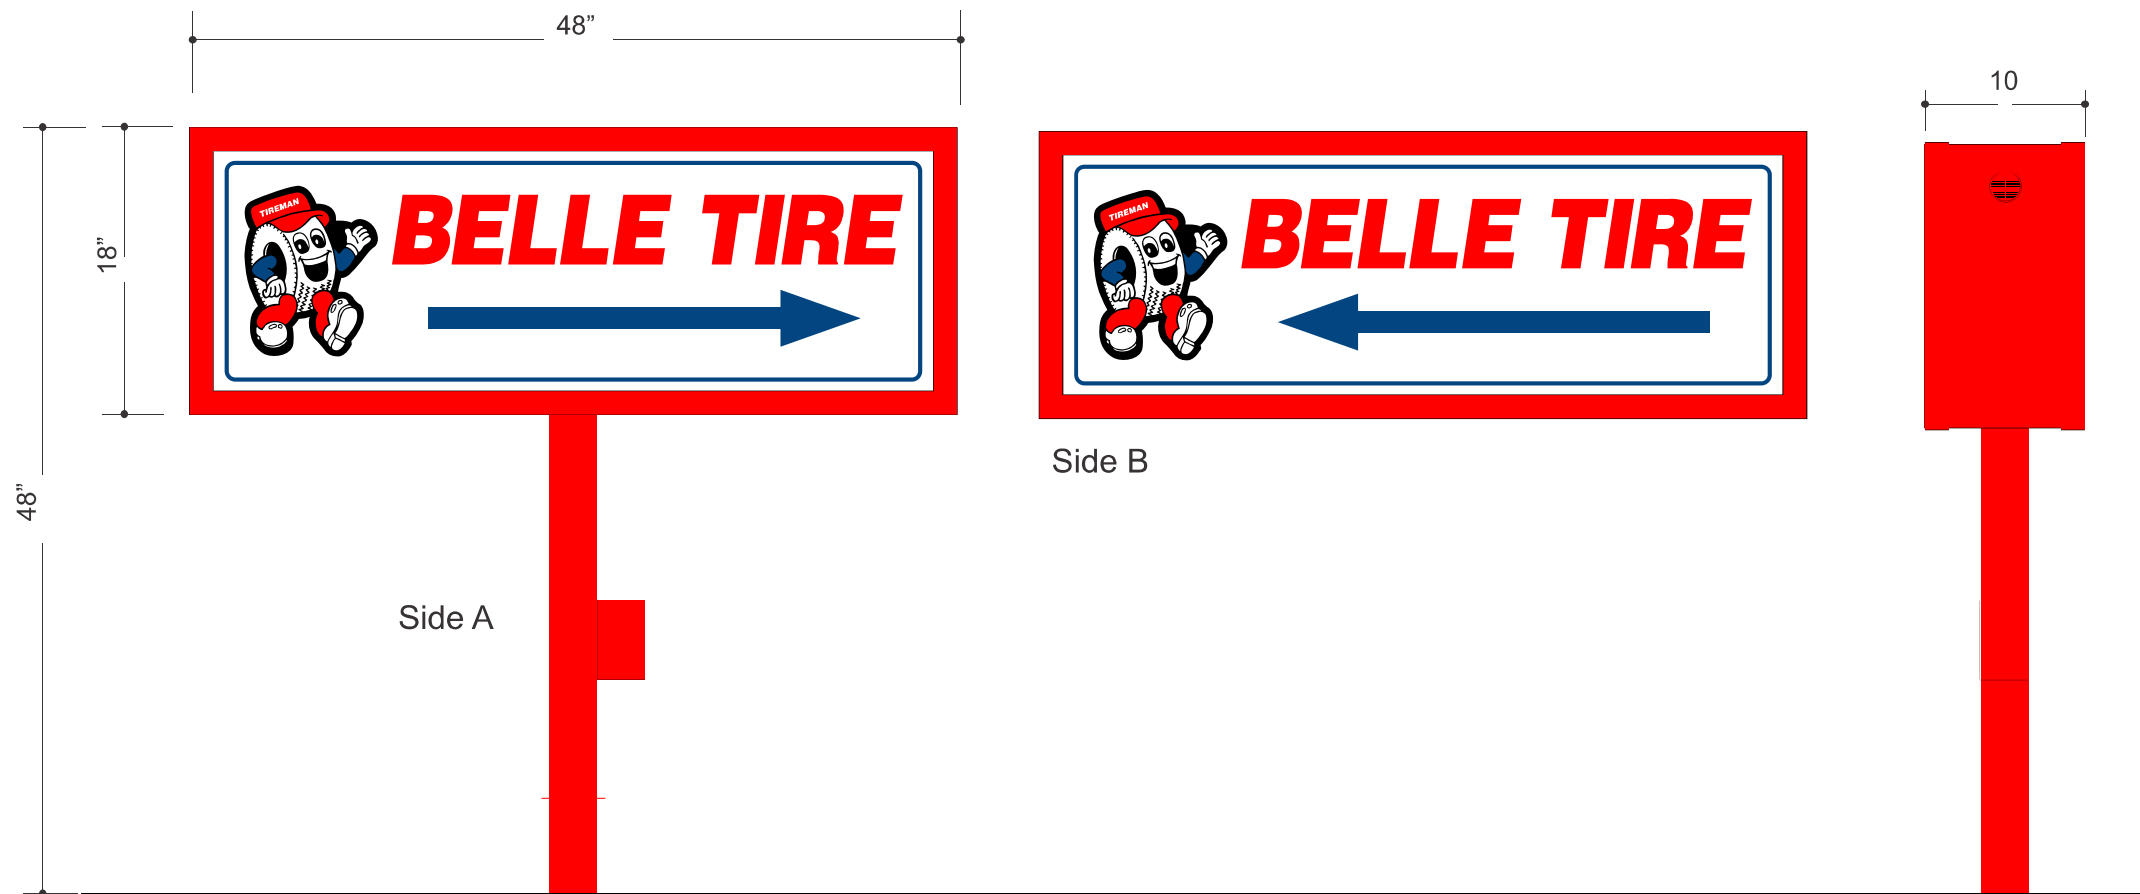 48”
10
18”
TIREMAN
BELLE TIRE
TIREMAN
BELLE TIRE
Side B
48”
Side A